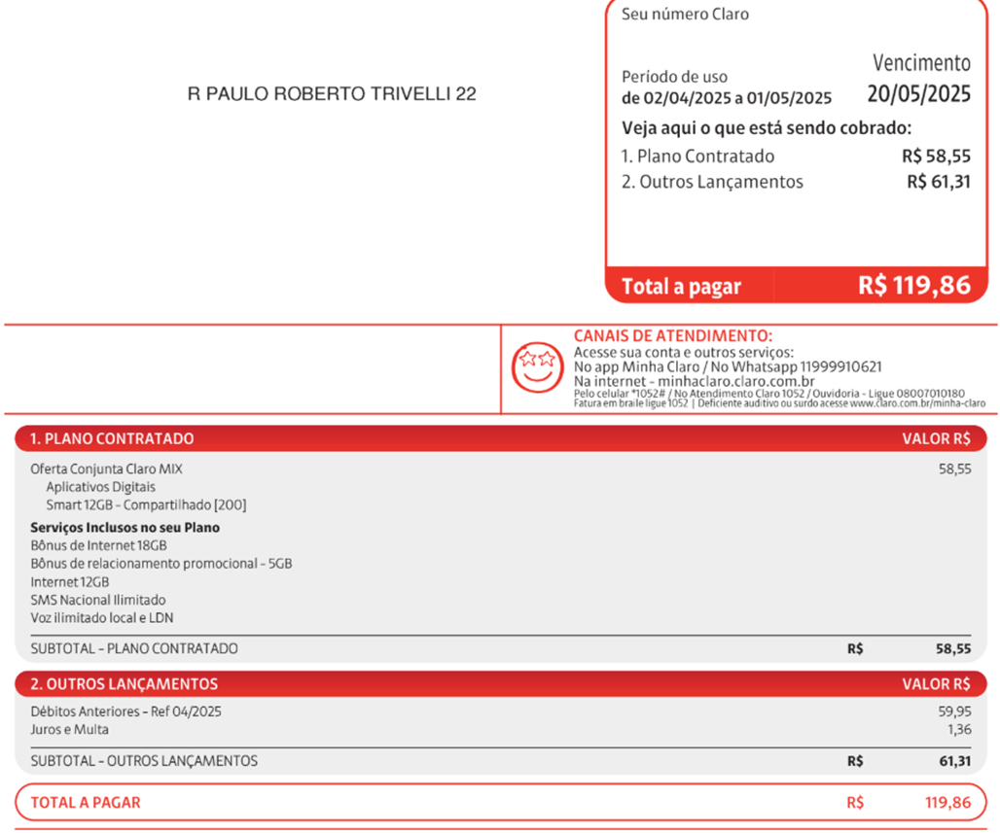 R PAULO ROBERTO TRIVELLI 22
Seu número Claro
Vencimento
Período de uso
de 02/04/2025 a 01/05/2025 20/05/2025
Veja aqui o que está sendo cobrado:
1. Plano Contratado R$ 58,55
2. Outros Lançamentos R$ 61,31
Total a pagar R$ 119,86
CANAIS DE ATENDIMENTO:
Acesse sua conta e outros serviços:
No app Minha Claro / No Whatsapp 11999910621
Na internet - minhaclaro.claro.com.br
Pelo celular *1052# / No Atendimento Claro 1052 / Ouvidoria - Ligue 08007010180
Fatura em braile ligue 1052 | Deficiente auditivo ou surdo acesse www.claro.com.br/minha-claro
1. PLANO CONTRATADO VALOR R$
Oferta Conjunta Claro MIX 58,55
Aplicativos Digitais
Smart 12GB - Compartilhado [200]
Serviços Inclusos no seu Plano
Bônus de Internet 18GB
Bônus de relacionamento promocional - 5GB
Internet 12GB
SMS Nacional Ilimitado
Voz ilimitado local e LDN
SUBTOTAL - PLANO CONTRATADO R$ 58,55
2. OUTROS LANÇAMENTOS VALOR R$
Débitos Anteriores - Ref 04/2025 59,95
Juros e Multa 1,36
SUBTOTAL - OUTROS LANÇAMENTOS R$ 61,31
TOTAL A PAGAR R$ 119,86